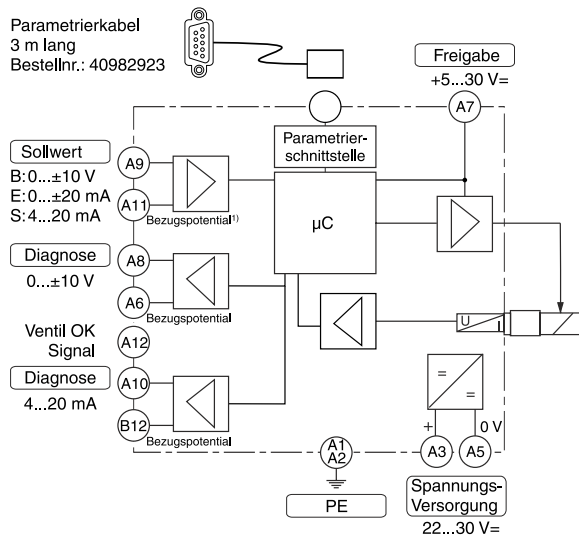 Parametrierkabel
3 m lang
Bestellnr.: 40982923
Freigabe
+5...30 V=
A7
Parametrier-
schnittstelle
µC
Sollwert
B: 0...±10 V
E: 0...±20 mA
S: 4...20 mA
A9
A11
Bezugspotential¹⁾
Diagnose
0...±10 V
A8
A6
Bezugspotential
Ventil OK
Signal
A12
Diagnose
4...20 mA
A10
B12
Bezugspotential
U
I
=
=
+
0 V
A3
A5
A1
A2
PE
Spannungs-
Versorgung
22...30 V=